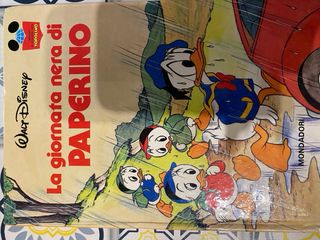 WALT DISNEY
La giornata nera di
PAPERINO
MONDADORI